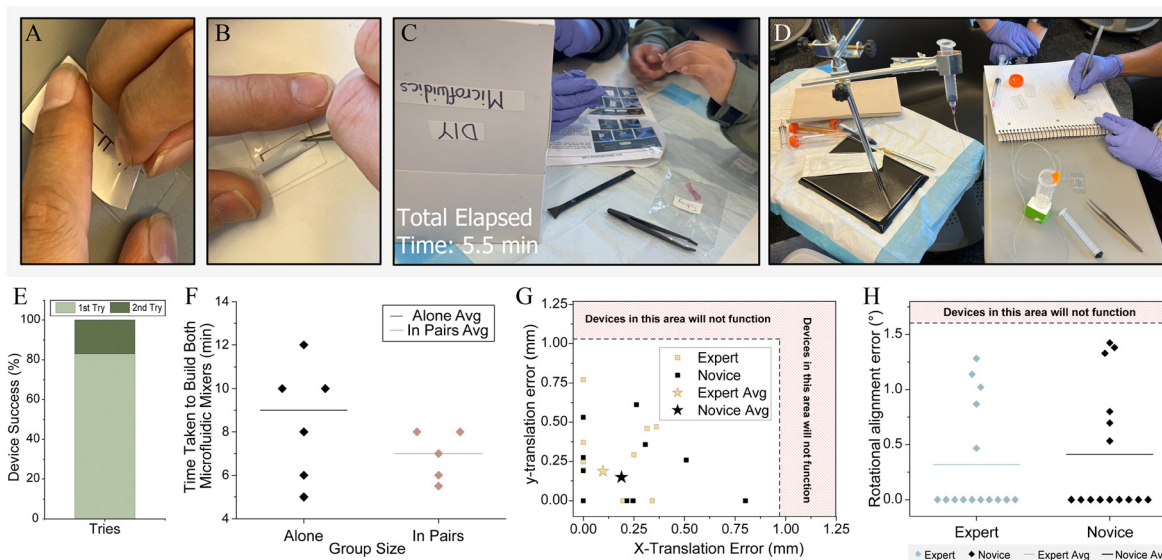 A
B
C
D
Microfluidics
DIY
Tubing
Total Elapsed
Time: 5.5 min
E
1st Try
2nd Try
Device Success (%)
100
80
60
40
20
0
Tries
F
Alone Avg
In Pairs Avg
Time Taken to Build Both
Microfluidic Mixers (min)
14
12
10
8
6
4
Alone
In Pairs
Group Size
G
Devices in this area will not function
Devices in this area will not function
Expert
Novice
Expert Avg
Novice Avg
y-translation error (mm)
1.25
1.00
0.75
0.50
0.25
0.00
0.00
0.25
0.50
0.75
1.00
1.25
X-Translation Error (mm)
H
Devices in this area will not function
Rotational alignment error (°)
1.5
1.0
0.5
0.0
Expert
Novice
Expert
Novice
Expert Avg
Novice Av